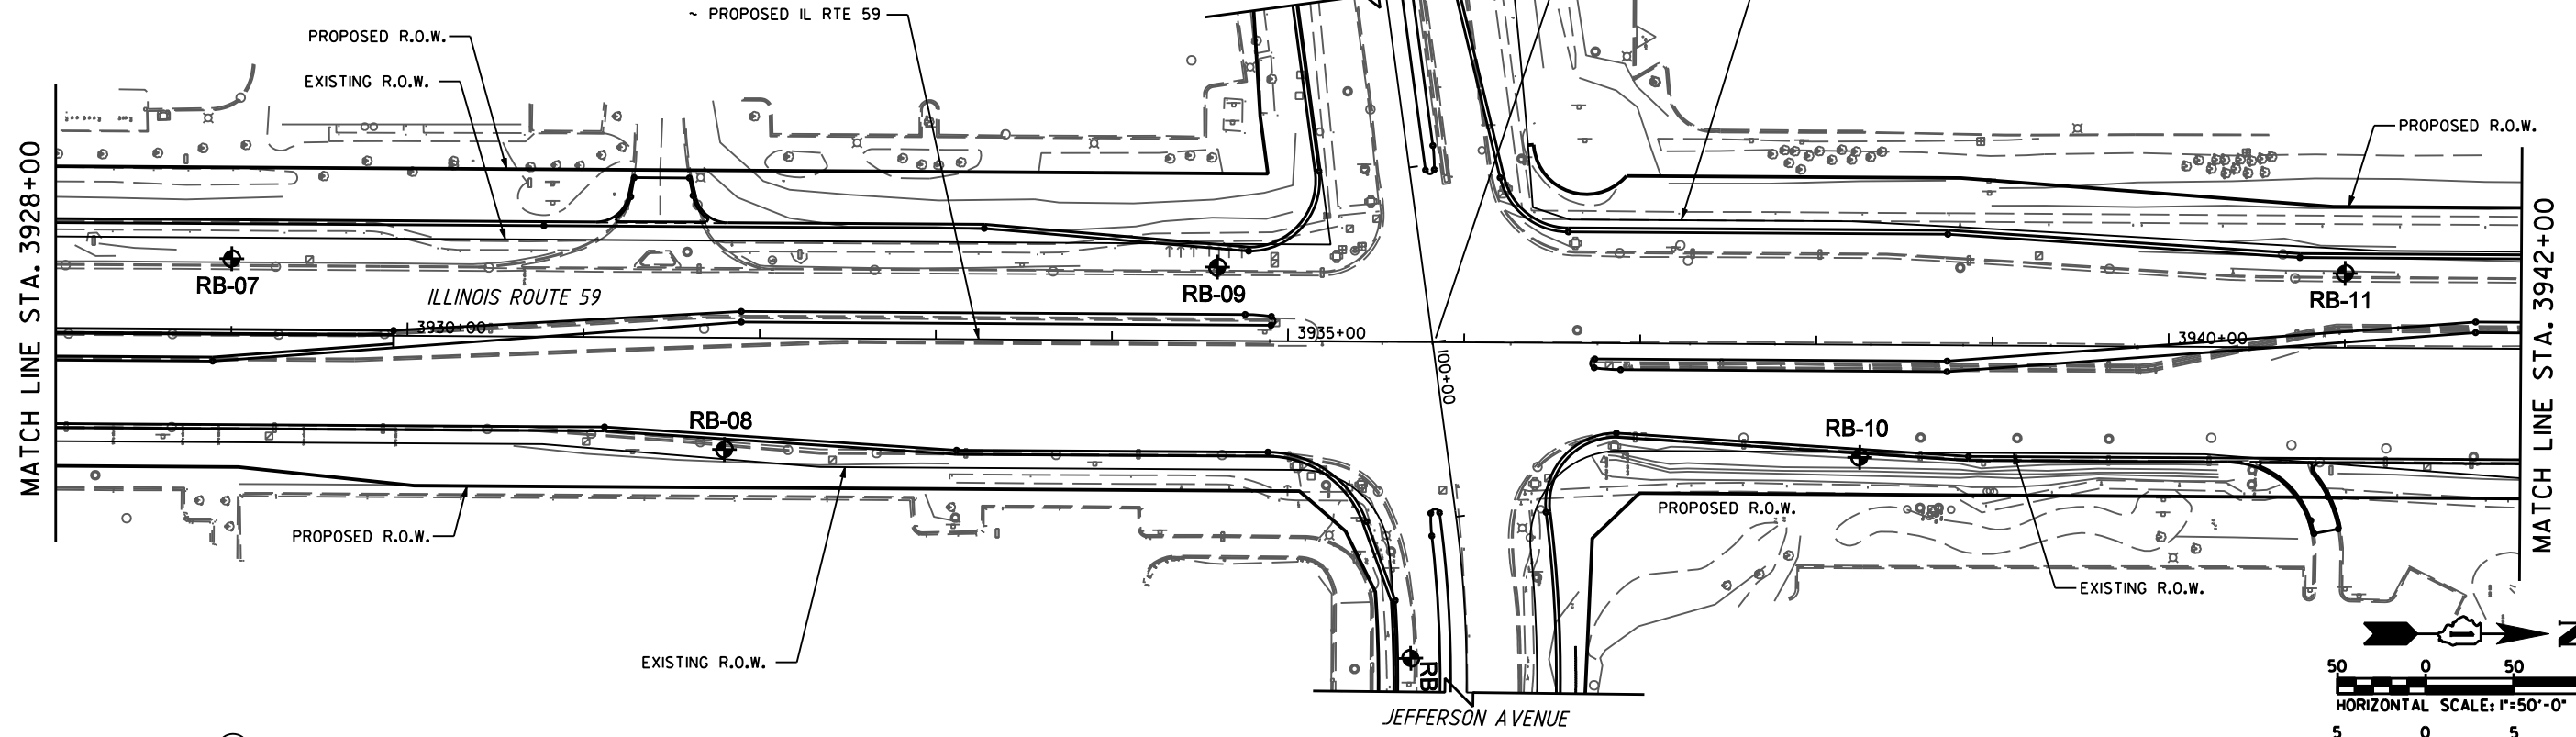 ~ PROPOSED IL RTE 59
PROPOSED R.O.W.
EXISTING R.O.W.
PROPOSED R.O.W.
MATCH LINE STA. 3928+00
MATCH LINE STA. 3942+00
RB-07
ILLINOIS ROUTE 59
RB-09
RB-11
3930+00
3935+00
3940+00
100+00
RB-08
RB-10
PROPOSED R.O.W.
PROPOSED R.O.W.
EXISTING R.O.W.
EXISTING R.O.W.
RB
JEFFERSON AVENUE
N
50 0 50
HORIZONTAL SCALE: 1"=50'-0"
5 0 5